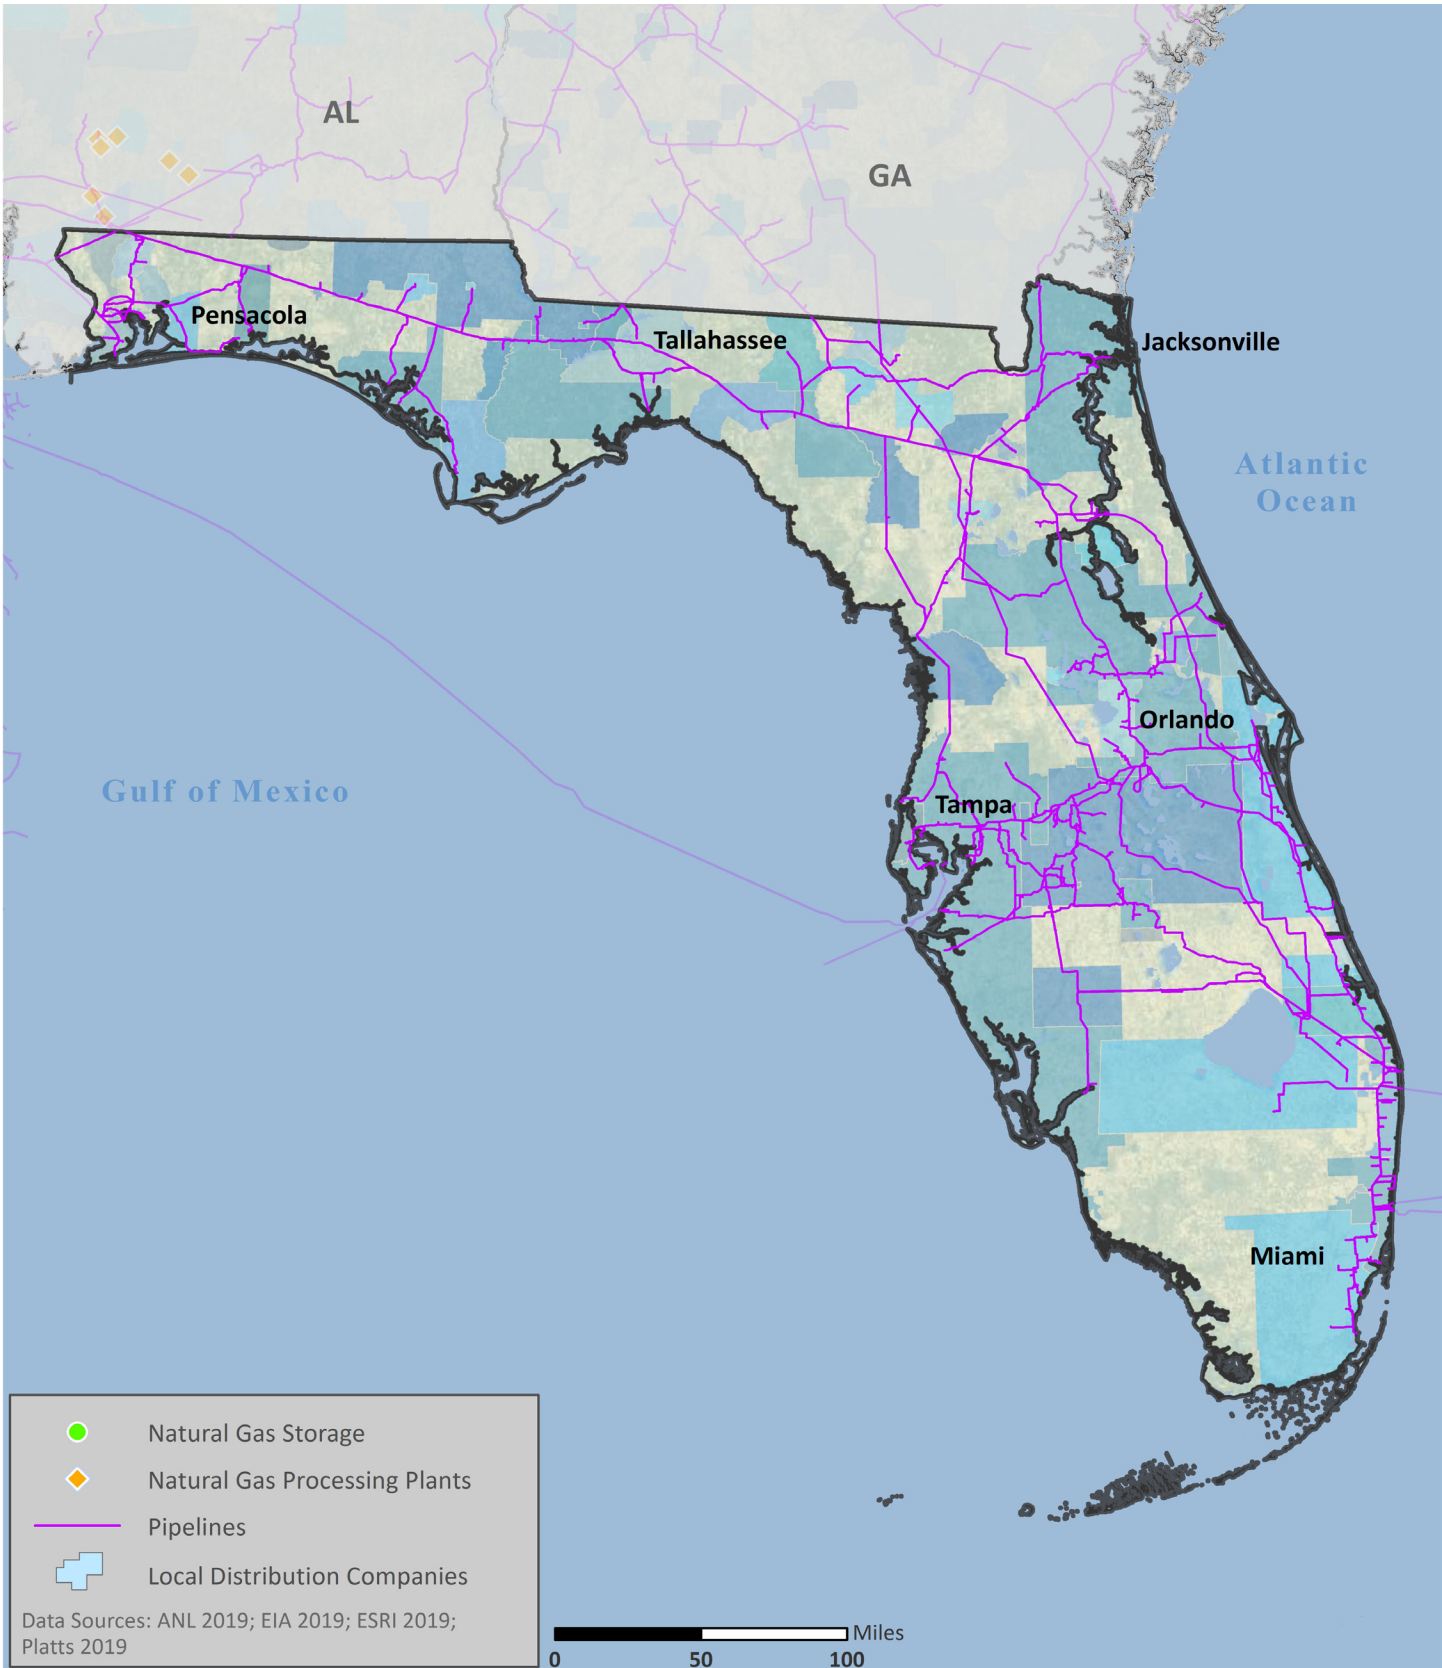 AL
GA
Pensacola
Tallahassee
Jacksonville
Atlantic
Ocean
Orlando
Gulf of Mexico
Tampa
Miami
Natural Gas Storage
Natural Gas Processing Plants
Pipelines
Local Distribution Companies
Data Sources: ANL 2019; EIA 2019; ESRI 2019;
Platts 2019
Miles
0 50 100